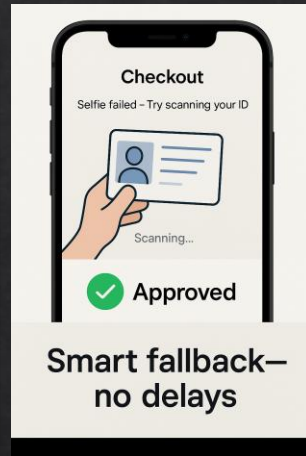 Checkout
Selfie failed – Try scanning your ID
Scanning...
Approved
Smart fallback—
no delays